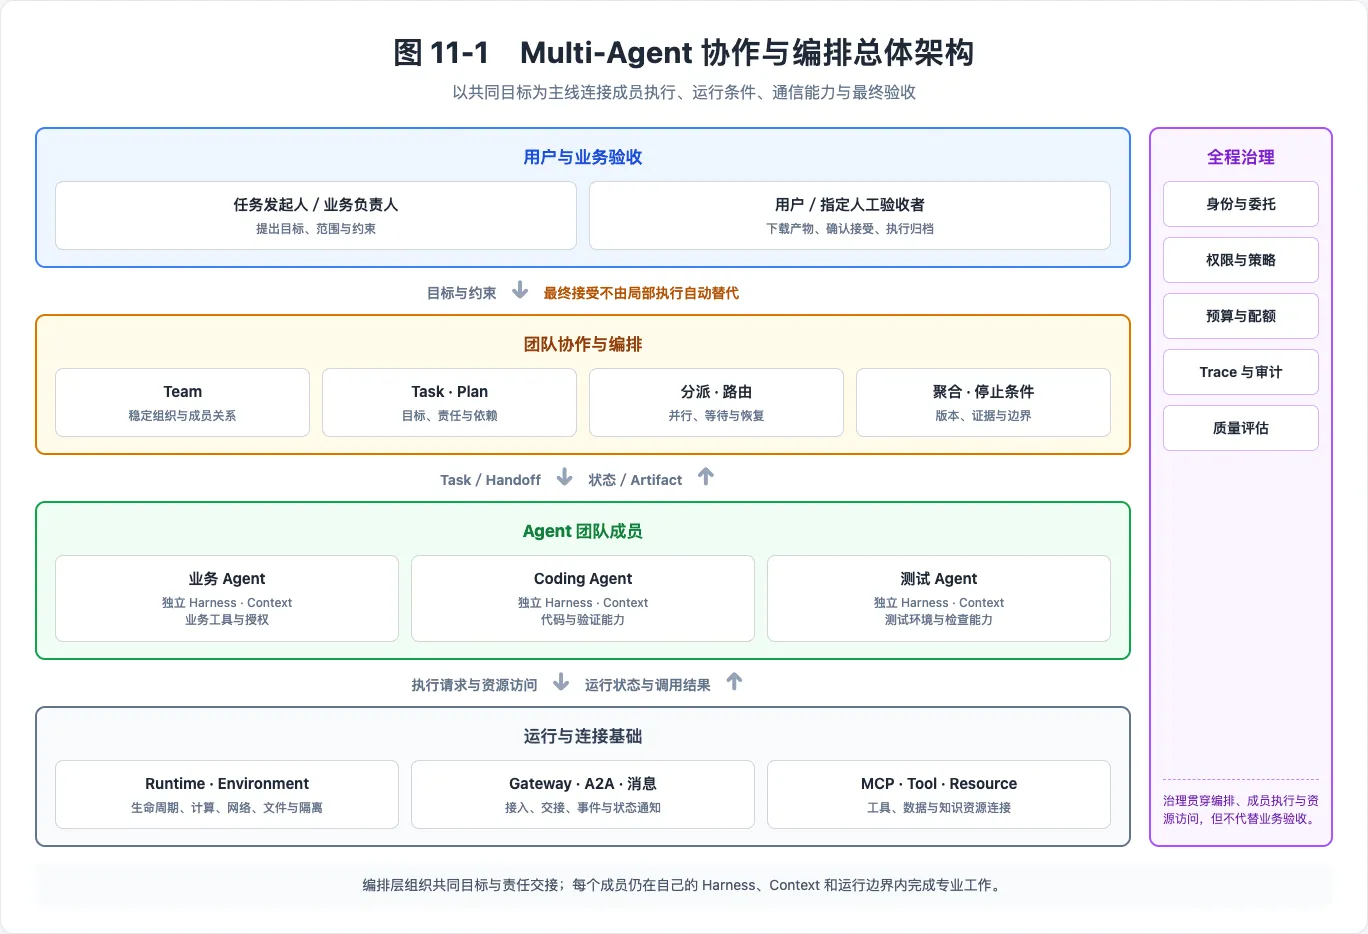 图 11-1　Multi-Agent 协作与编排总体架构
以共同目标为主线连接成员执行、运行条件、通信能力与最终验收
用户与业务验收
任务发起人 / 业务负责人
提出目标、范围与约束
用户 / 指定人工验收者
下载产物、确认接受、执行归档
目标与约束 ↓ 最终接受不由局部执行自动替代
团队协作与编排
Team
稳定组织与成员关系
Task · Plan
目标、责任与依赖
分派 · 路由
并行、等待与恢复
聚合 · 停止条件
版本、证据与边界
Task / Handoff ↓ 状态 / Artifact ↑
Agent 团队成员
业务 Agent
独立 Harness · Context
业务工具与授权
Coding Agent
独立 Harness · Context
代码与验证能力
测试 Agent
独立 Harness · Context
测试环境与检查能力
执行请求与资源访问 ↓ 运行状态与调用结果 ↑
运行与连接基础
Runtime · Environment
生命周期、计算、网络、文件与隔离
Gateway · A2A · 消息
接入、交接、事件与状态通知
MCP · Tool · Resource
工具、数据与知识资源连接
全程治理
身份与委托
权限与策略
预算与配额
Trace 与审计
质量评估
治理贯穿编排、成员执行与资
源访问，但不代替业务验收。
编排层组织共同目标与责任交接；每个成员仍在自己的 Harness、Context 和运行边界内完成专业工作。